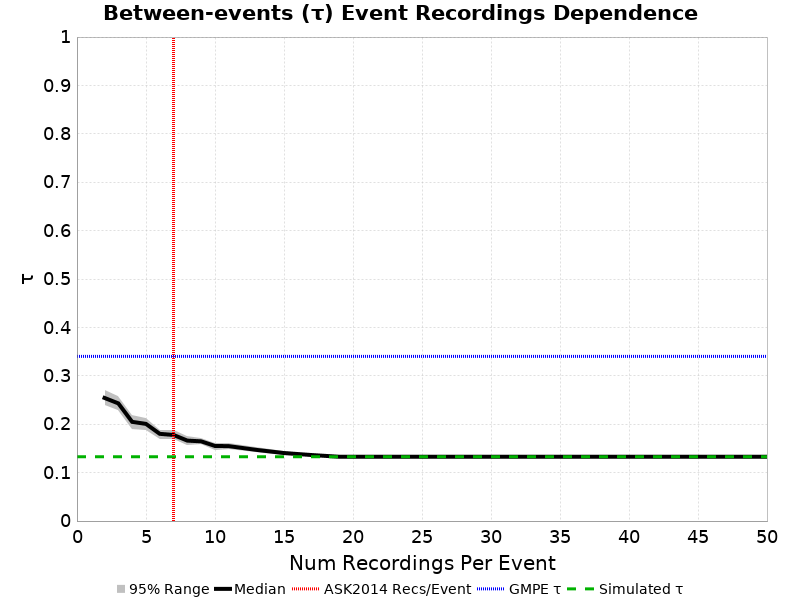 Between-events (τ) Event Recordings Dependence
1
0.9
0.8
0.7
0.6
0.5
0.4
0.3
0.2
0.1
0
τ
0 5 10 15 20 25 30 35 40 45 50
Num Recordings Per Event
95% Range Median ASK2014 Recs/Event GMPE τ Simulated τ